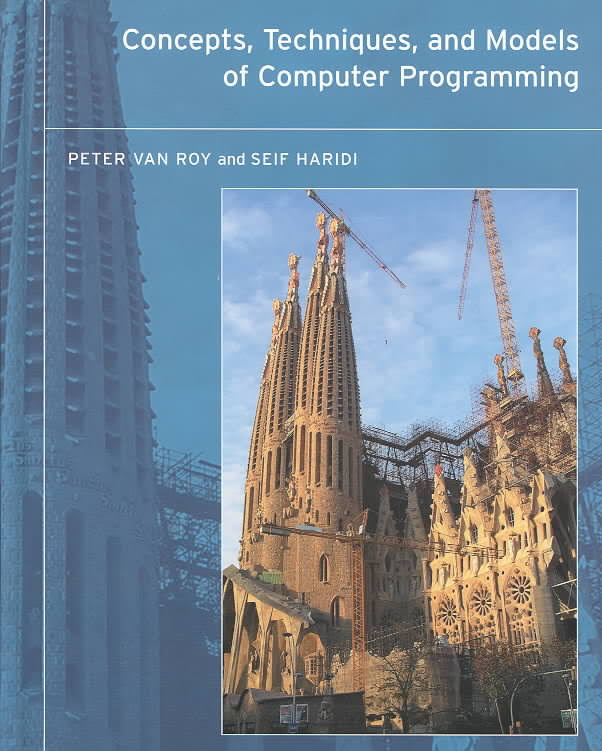 Concepts, Techniques, and Models
of Computer Programming
PETER VAN ROY and SEIF HARIDI